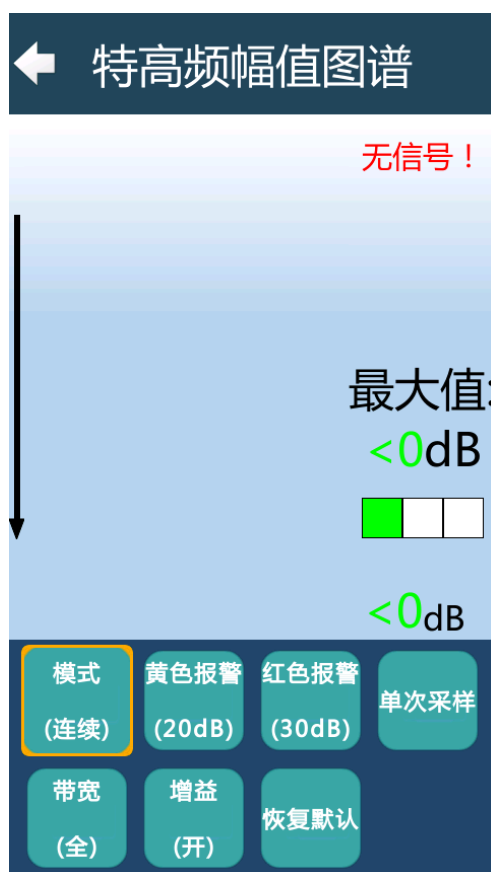 特高频幅值图谱
无信号！
最大值:
<0dB
<0dB
模式
(连续)
黄色报警
(20dB)
红色报警
(30dB)
单次采样
带宽
(全)
增益
(开)
恢复默认